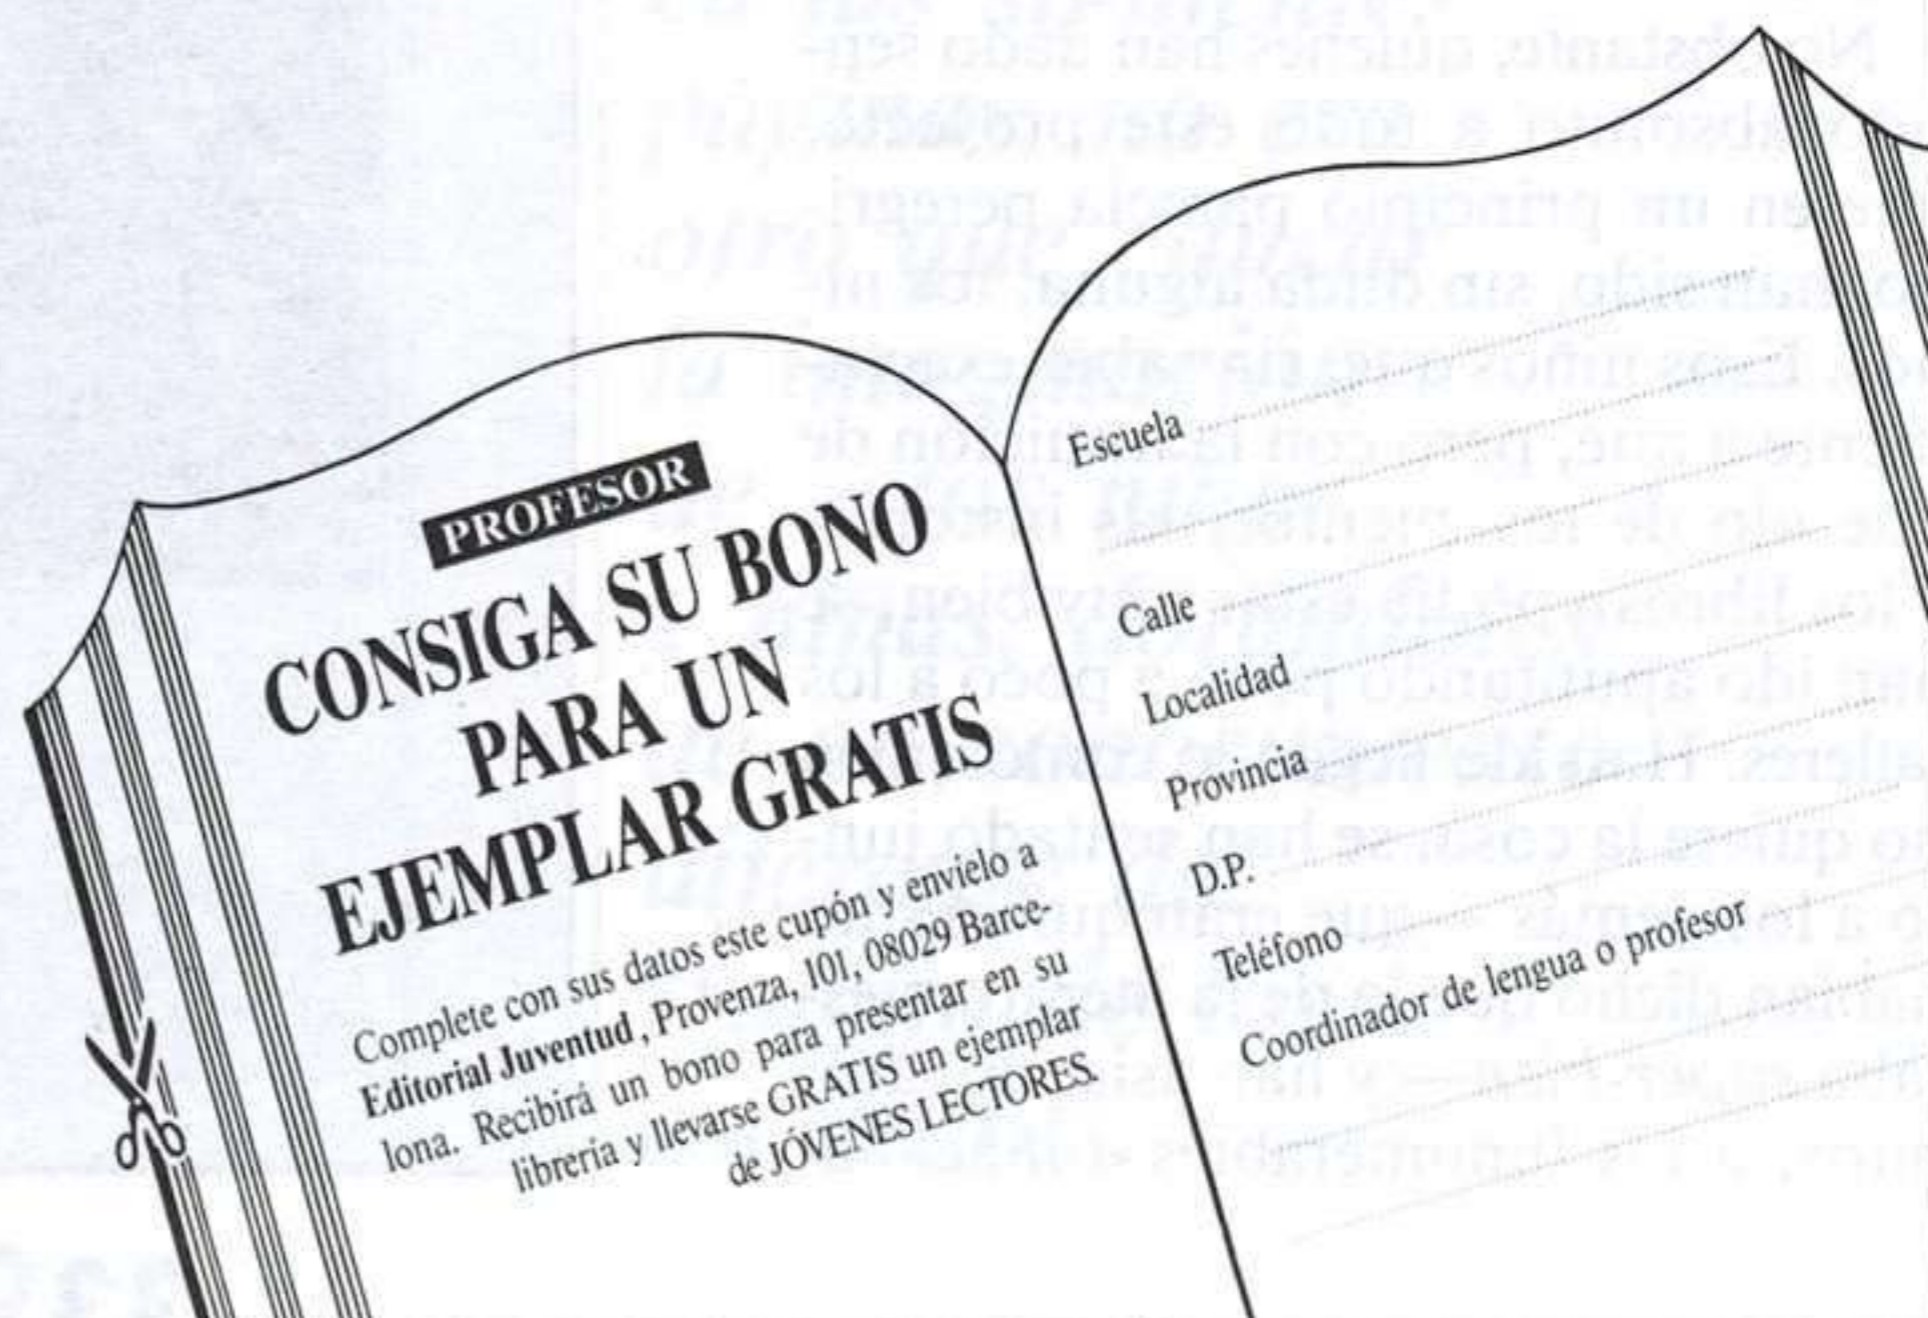 PROFESOR
CONSIGA SU BONO
PARA UN
EJEMPLAR GRATIS
Complete con sus datos este cupón y envielo a
Editorial Juventud, Provenza, 101, 08029 Barce-
lona. Recibirá un bono para presentar en su
libreria y llevarse GRATIS un ejemplar
de JÓVENES LECTORES.
Escuela
Calle
Localidad
Provincia
D.P.
Teléfono
Coordinador de lengua o profesor